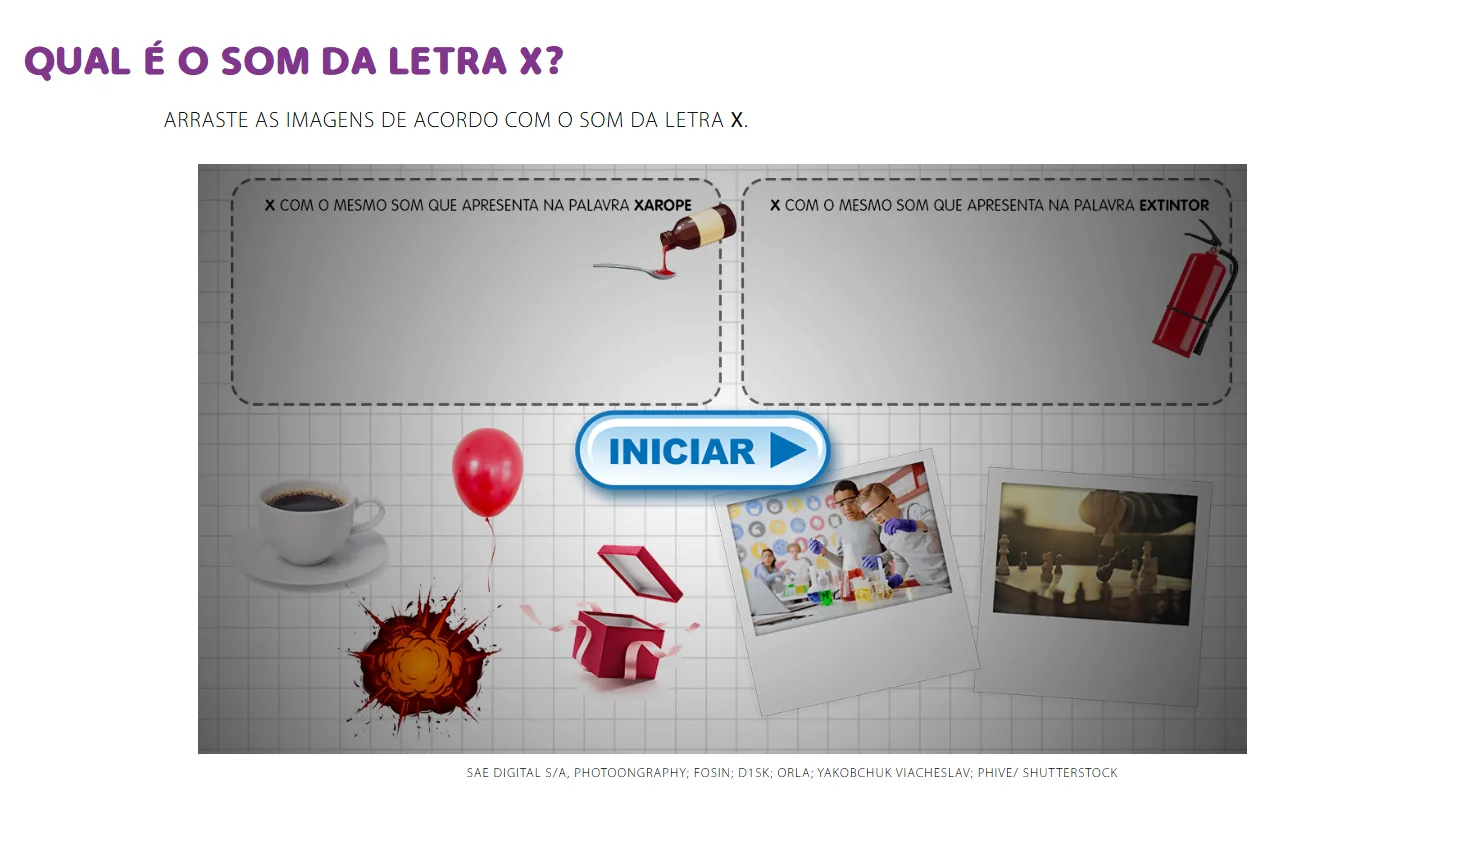 QUAL É O SOM DA LETRA X?
ARRASTE AS IMAGENS DE ACORDO COM O SOM DA LETRA X.
X COM O MESMO SOM QUE APRESENTA NA PALAVRA XAROPE
X COM O MESMO SOM QUE APRESENTA NA PALAVRA EXTINTOR
INICIAR
SAE DIGITAL S/A, PHOTOONGRAPHY; FOSIN; D1SK; ORLA; YAKOBCHUK VIACHESLAV; PHIVE/ SHUTTERSTOCK